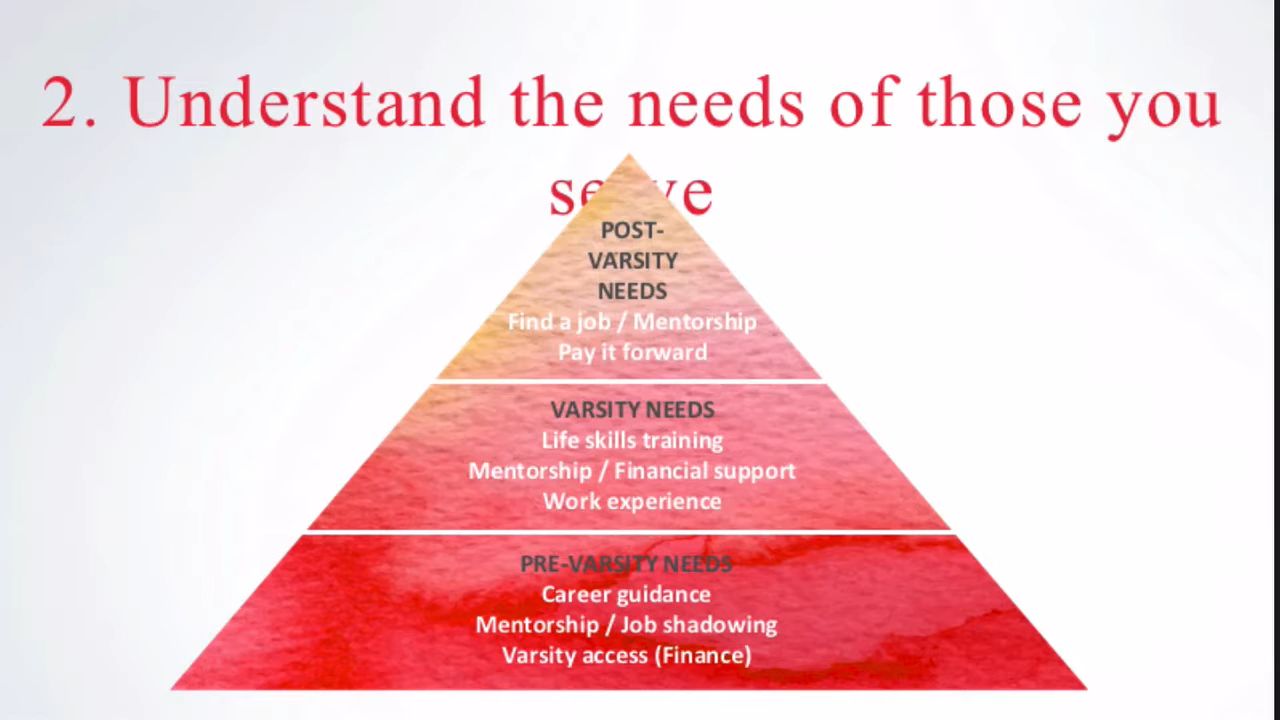 2. Understand the needs of those you
serve
POST-
VARSITY
NEEDS
Find a job / Mentorship
Pay it forward
VARSITY NEEDS
Life skills training
Mentorship / Financial support
Work experience
PRE-VARSITY NEEDS
Career guidance
Mentorship / Job shadowing
Varsity access (Finance)